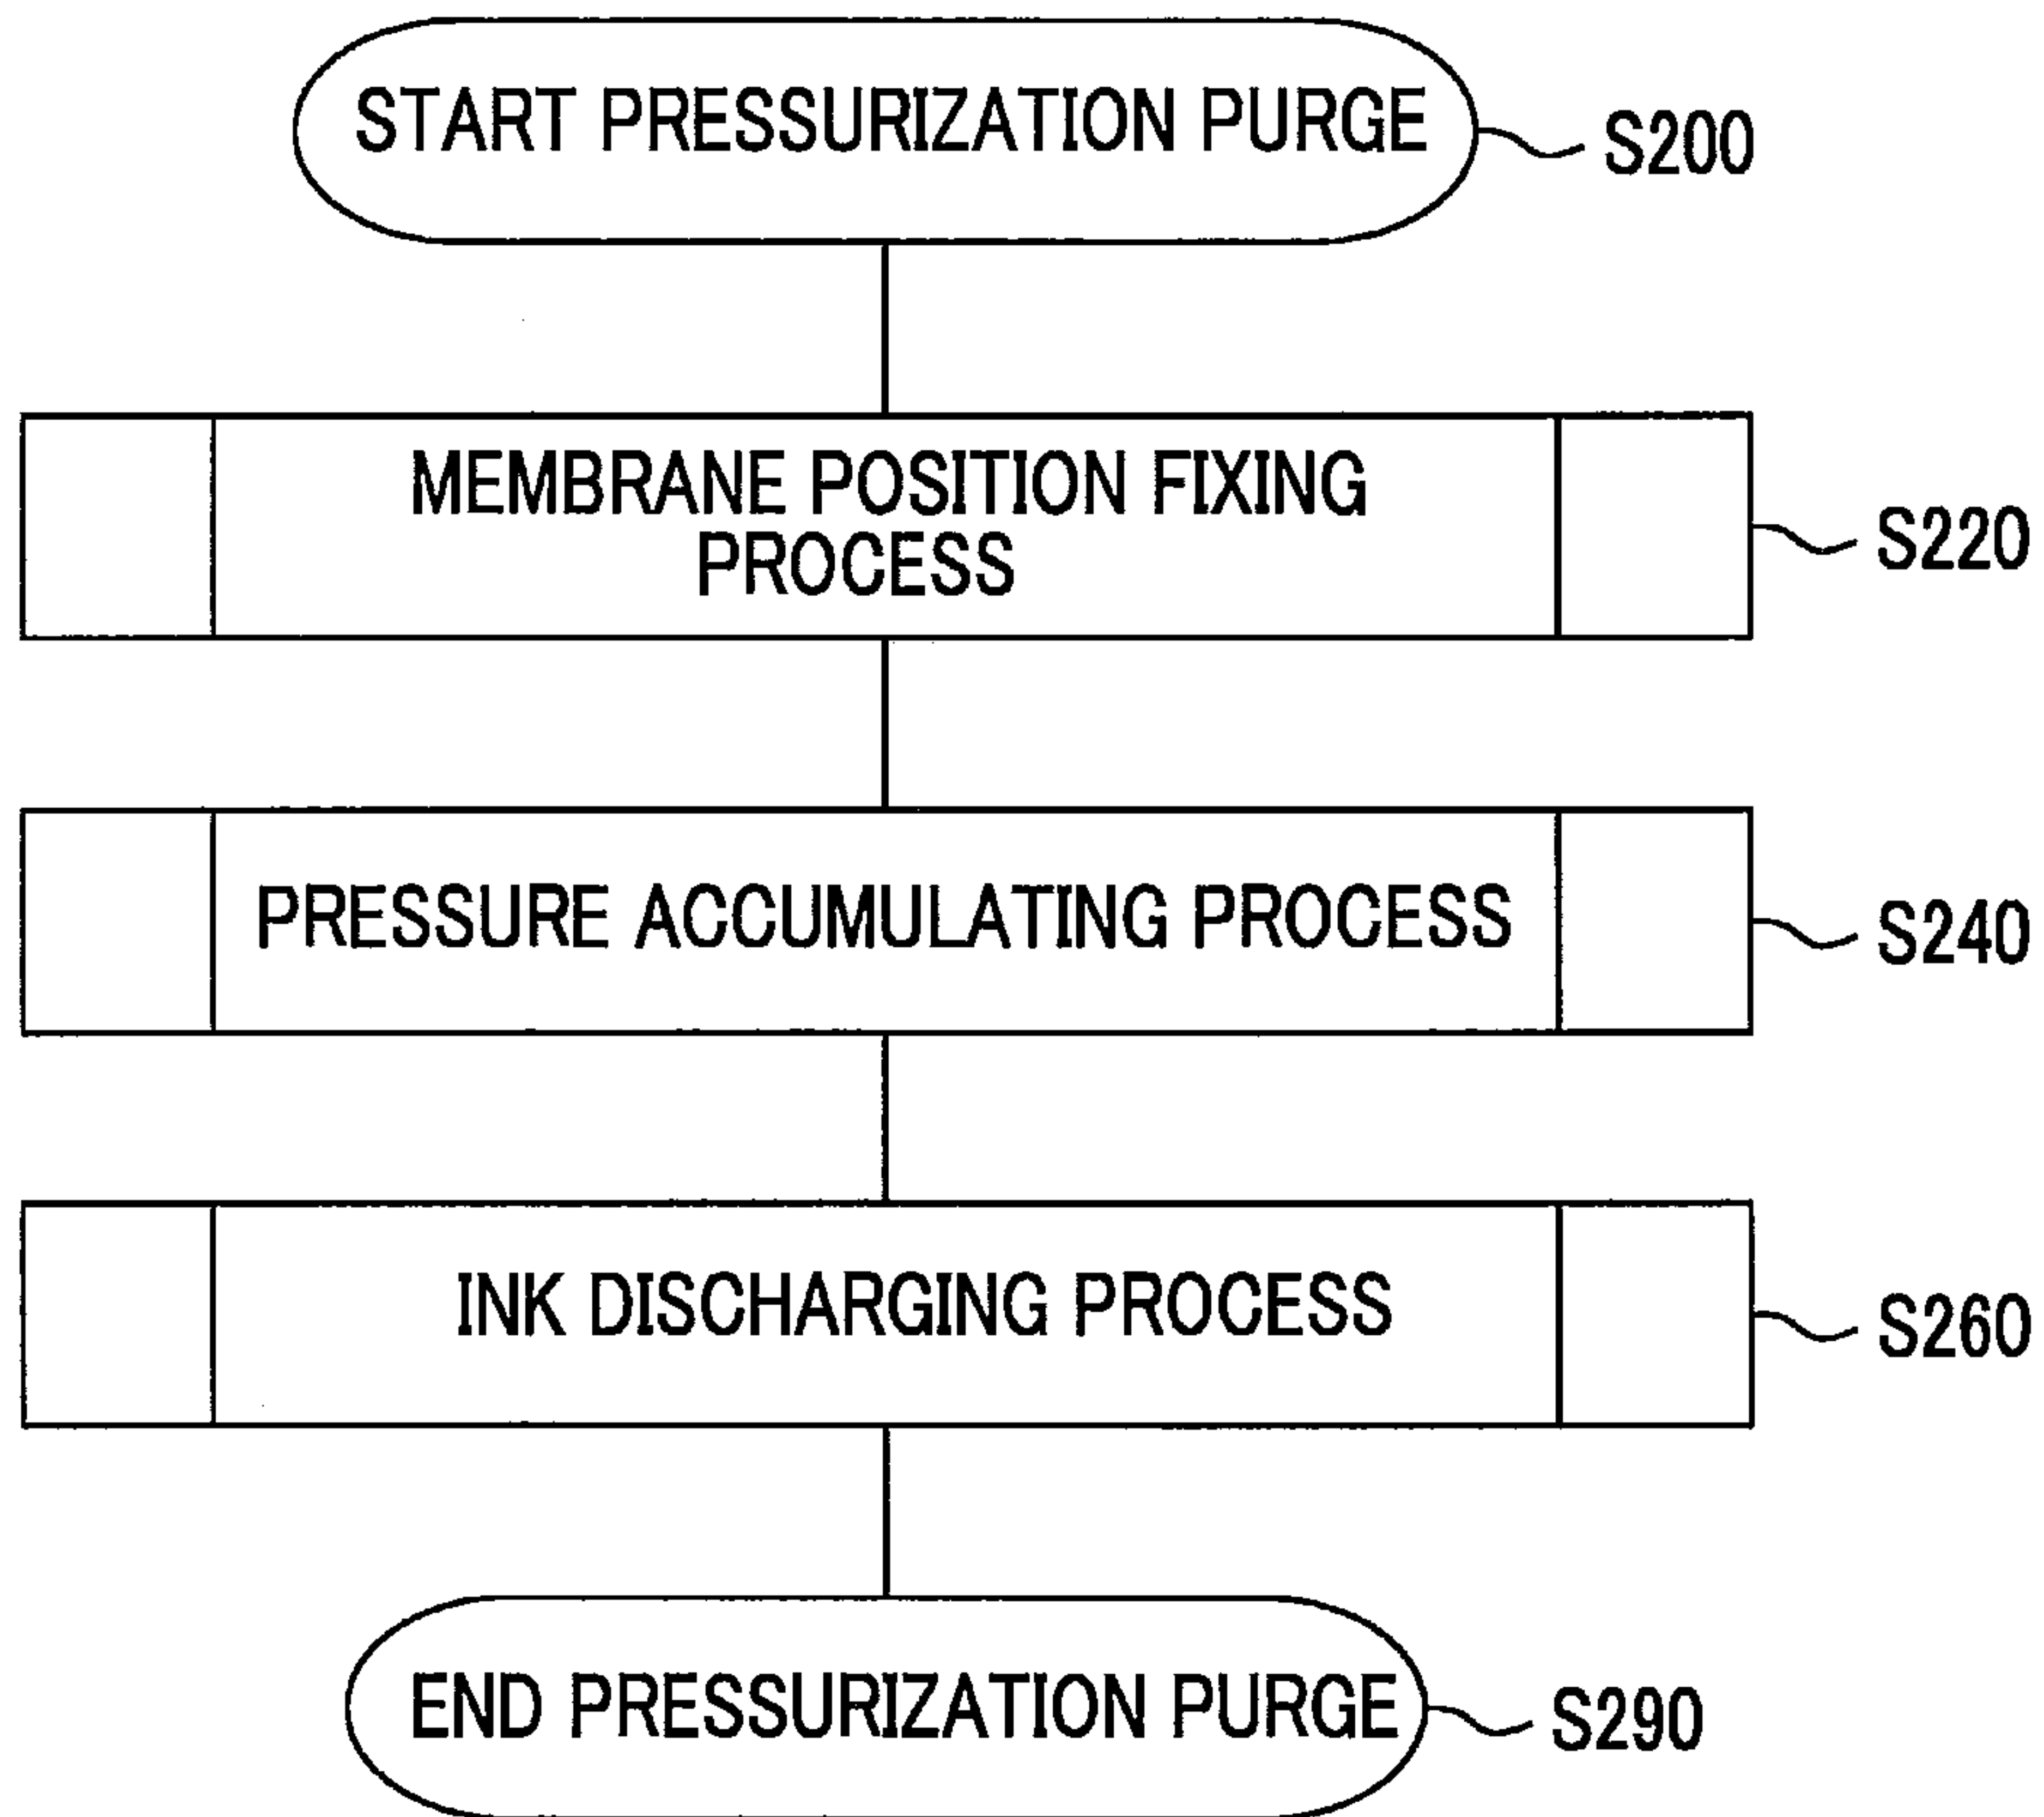 START PRESSURIZATION PURGE
S200
MEMBRANE POSITION FIXING
PROCESS
S220
PRESSURE ACCUMULATING PROCESS
S240
INK DISCHARGING PROCESS
S260
END PRESSURIZATION PURGE
S290